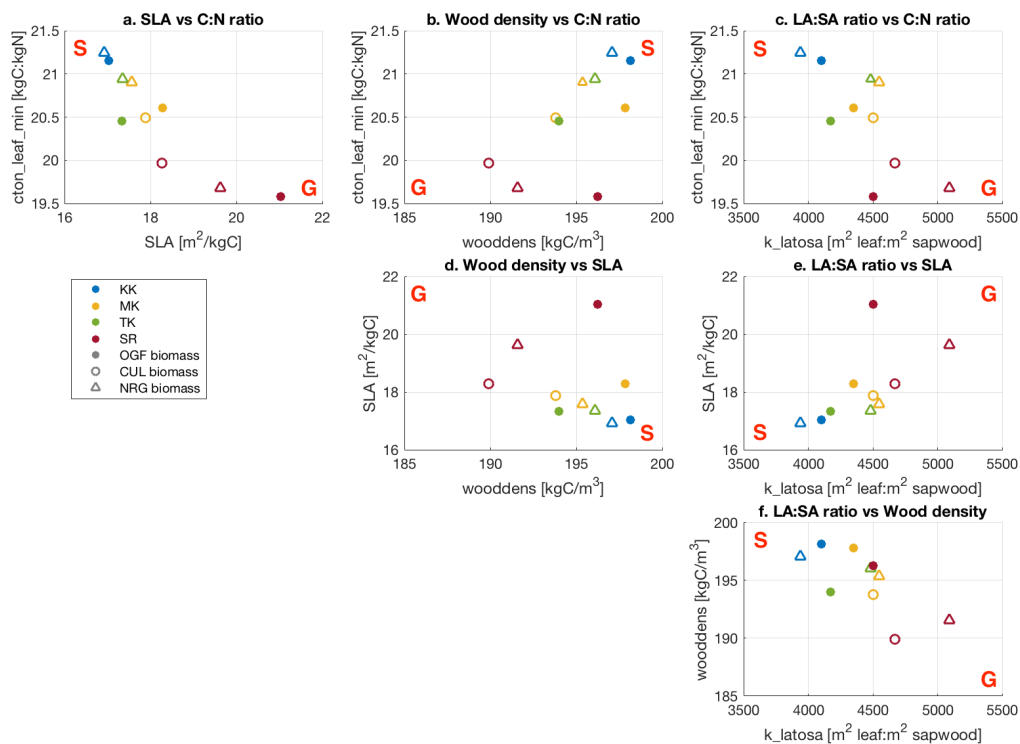 a. SLA vs C:N ratio
21.5
21
20.5
20
19.5
cton_leaf_min [kgC:kgN]
S
G
16
18
20
22
SLA [m²/kgC]
b. Wood density vs C:N ratio
21.5
21
20.5
20
19.5
cton_leaf_min [kgC:kgN]
S
G
185
190
195
200
wooddens [kgC/m³]
c. LA:SA ratio vs C:N ratio
21.5
21
20.5
20
19.5
cton_leaf_min [kgC:kgN]
S
G
3500
4000
4500
5000
5500
k_latosa [m² leaf:m² sapwood]
KK
MK
TK
SR
OGF biomass
CUL biomass
NRG biomass
d. Wood density vs SLA
22
20
18
16
SLA [m²/kgC]
G
S
185
190
195
200
wooddens [kgC/m³]
e. LA:SA ratio vs SLA
22
20
18
16
SLA [m²/kgC]
G
S
3500
4000
4500
5000
5500
k_latosa [m² leaf:m² sapwood]
f. LA:SA ratio vs Wood density
200
195
190
185
wooddens [kgC/m³]
S
G
3500
4000
4500
5000
5500
k_latosa [m² leaf:m² sapwood]